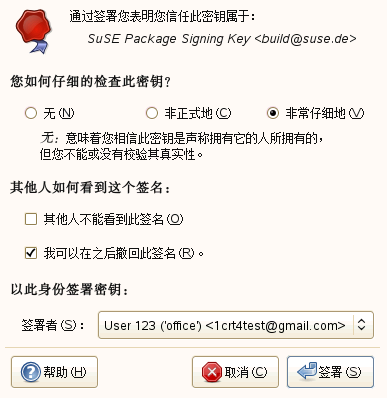 通过签署您表明您信任此密钥属于:
SuSE Package Signing Key <build@suse.de>
您如何仔细的检查此密钥?
无(N) 非正式地(C) 非常仔细地(V)
无: 意味着您相信此密钥是声称拥有它的人所拥有的,
但您不能或没有校验其真实性。
其他人如何看到这个签名:
其他人不能看到此签名(O)
我可以在之后撤回此签名(R)。
以此身份签署密钥:
签署者(S): User 123 ('office') <1crt4test@gmail.com>
帮助(H) 取消(C) 签署(S)